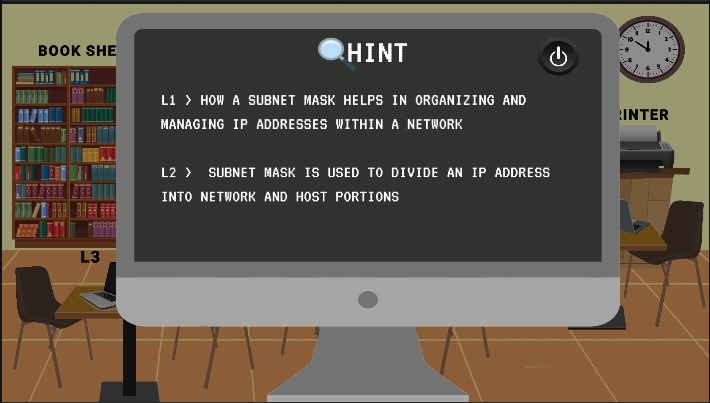 BOOK SHE
HINT
RINTER
L1 > HOW A SUBNET MASK HELPS IN ORGANIZING AND
MANAGING IP ADDRESSES WITHIN A NETWORK
L2 > SUBNET MASK IS USED TO DIVIDE AN IP ADDRESS
INTO NETWORK AND HOST PORTIONS
L3